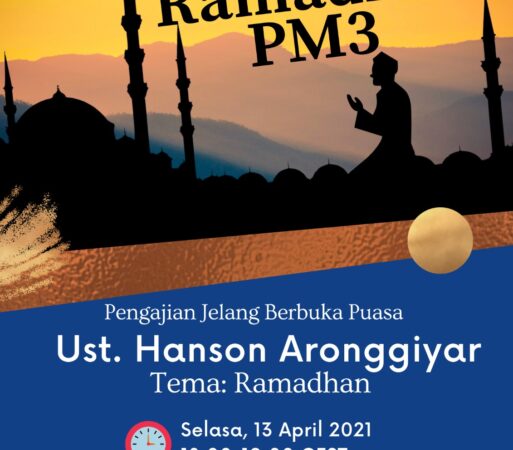 PM3
Pengajian Jelang Berbuka Puasa
Ust. Hanson Aronggiyar
Tema: Ramadhan
Selasa, 13 April 2021